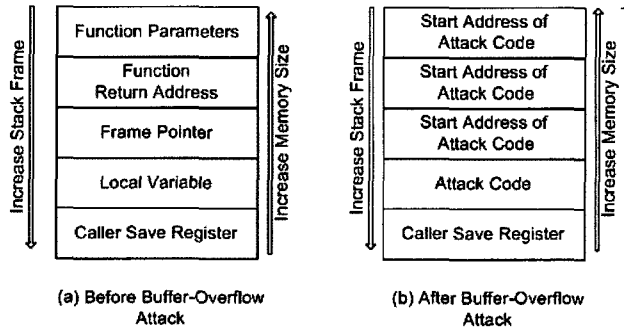 Increase Stack Frame
Function Parameters
Function
Return Address
Frame Pointer
Local Variable
Caller Save Register
Increase Memory Size
(a) Before Buffer-Overflow
Attack
Increase Stack Frame
Start Address of
Attack Code
Start Address of
Attack Code
Start Address of
Attack Code
Attack Code
Caller Save Register
Increase Memory Size
(b) After Buffer-Overflow
Attack